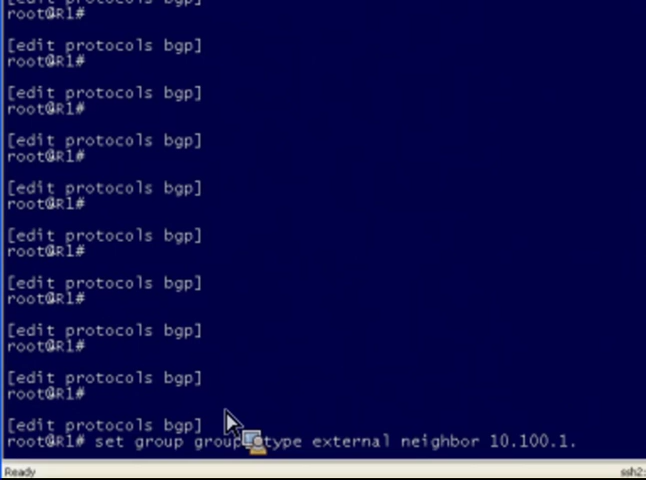 root@R1#
[edit protocols bgp]
root@R1#
[edit protocols bgp]
root@R1#
[edit protocols bgp]
root@R1#
[edit protocols bgp]
root@R1#
[edit protocols bgp]
root@R1#
[edit protocols bgp]
root@R1#
[edit protocols bgp]
root@R1#
[edit protocols bgp]
root@R1#
[edit protocols bgp]
root@R1# set group group type external neighbor 10.100.1.
Ready
ssh2: